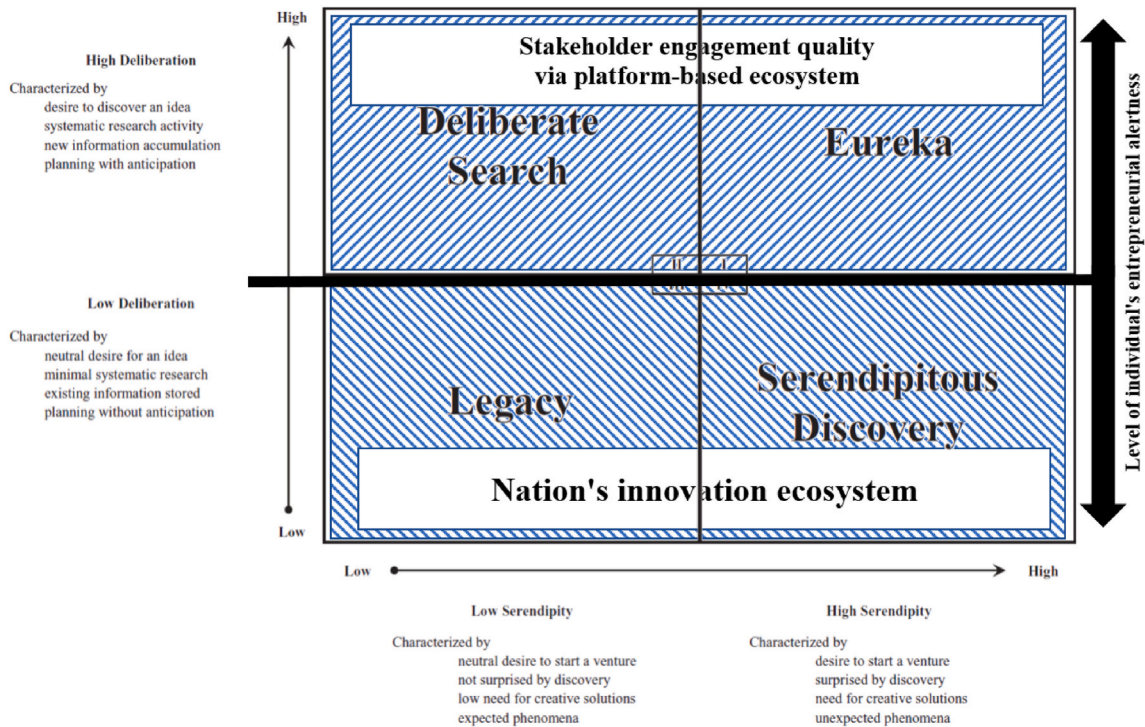 High
High Deliberation
Characterized by
desire to discover an idea
systematic research activity
new information accumulation
planning with anticipation
Stakeholder engagement quality
via platform-based ecosystem
Deliberate
Search
Eureka
II
I
Low Deliberation
Characterized by
neutral desire for an idea
minimal systematic research
existing information stored
planning without anticipation
Legacy
Serendipitous
Discovery
Nation's innovation ecosystem
Level of individual's entrepreneurial alertness
Low
Low
High
Low Serendipity
Characterized by
neutral desire to start a venture
not surprised by discovery
low need for creative solutions
expected phenomena
High Serendipity
Characterized by
desire to start a venture
surprised by discovery
need for creative solutions
unexpected phenomena